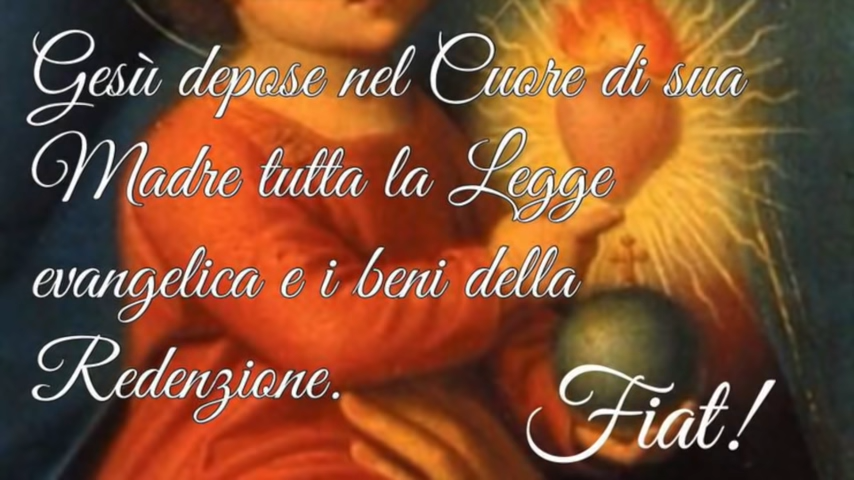 Gesù depose nel Cuore di sua
Madre tutta la Legge
evangelica e i beni della
Redenzione.
Fiat!